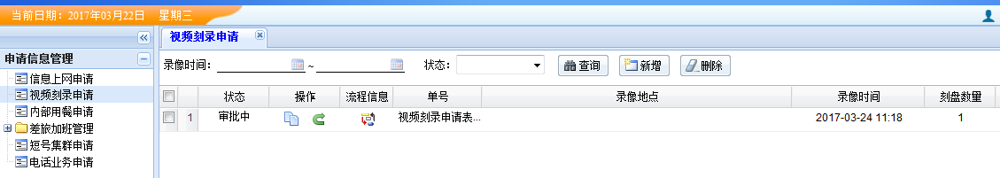 当前日期：2017年03月22日 星期三
申请信息管理
信息上网申请
视频刻录申请
内部用餐申请
差旅加班管理
短号集群申请
电话业务申请
视频刻录申请
录像时间： ~ 状态： 查询 新增 删除
状态 操作 流程信息 单号 录像地点 录像时间 刻盘数量
1 审批中 视频刻录申请表... 2017-03-24 11:18 1